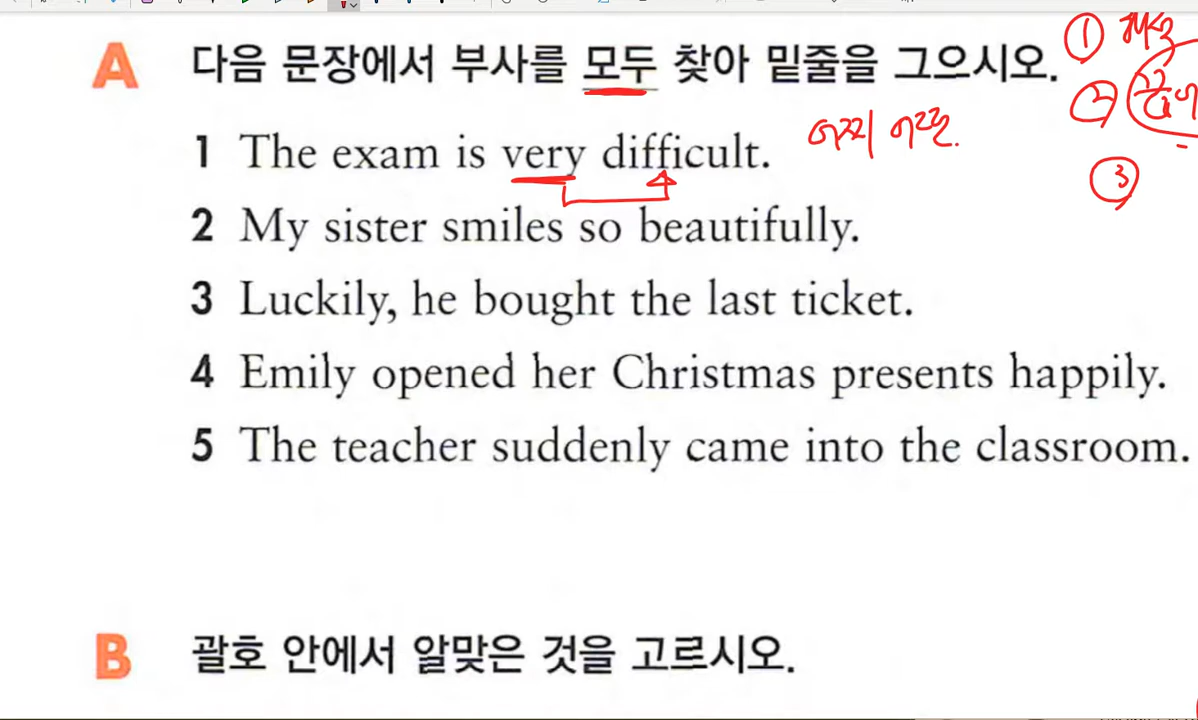 A 다음 문장에서 부사를 모두 찾아 밑줄을 그으시오.
1 The exam is very difficult.
2 My sister smiles so beautifully.
3 Luckily, he bought the last ticket.
4 Emily opened her Christmas presents happily.
5 The teacher suddenly came into the classroom.
B 괄호 안에서 알맞은 것을 고르시오.
①
②
③